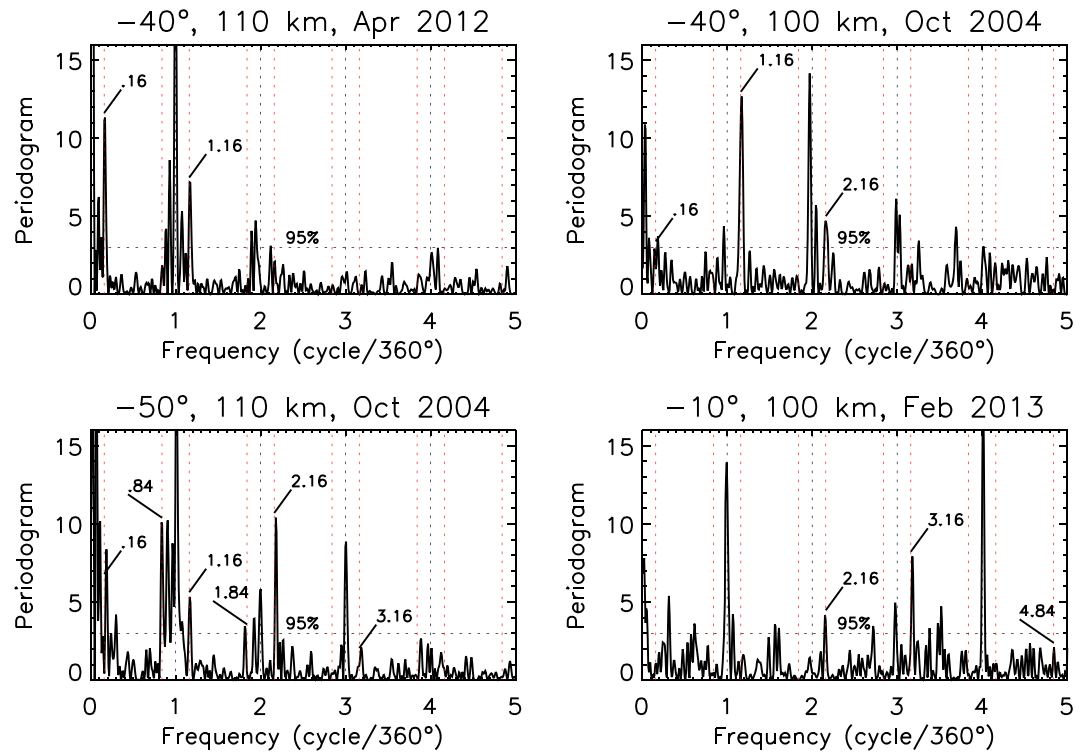 −40°, 110 km, Apr 2012
Periodogram
15
10
5
0
.16
1.16
95%
0 1 2 3 4 5
Frequency (cycle/360°)
−40°, 100 km, Oct 2004
Periodogram
15
10
5
0
1.16
2.16
.16
95%
0 1 2 3 4 5
Frequency (cycle/360°)
−50°, 110 km, Oct 2004
Periodogram
15
10
5
0
.84
2.16
.16
1.16
1.84
95%
3.16
0 1 2 3 4 5
Frequency (cycle/360°)
−10°, 100 km, Feb 2013
Periodogram
15
10
5
0
3.16
2.16
95%
4.84
0 1 2 3 4 5
Frequency (cycle/360°)